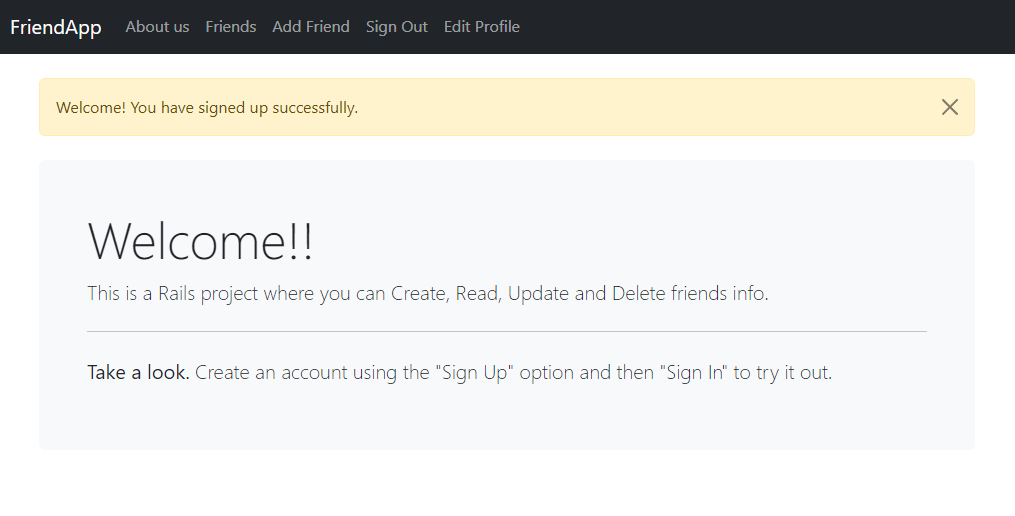 FriendApp About us Friends Add Friend Sign Out Edit Profile
Welcome! You have signed up successfully.
Welcome!!
This is a Rails project where you can Create, Read, Update and Delete friends info.
Take a look. Create an account using the "Sign Up" option and then "Sign In" to try it out.